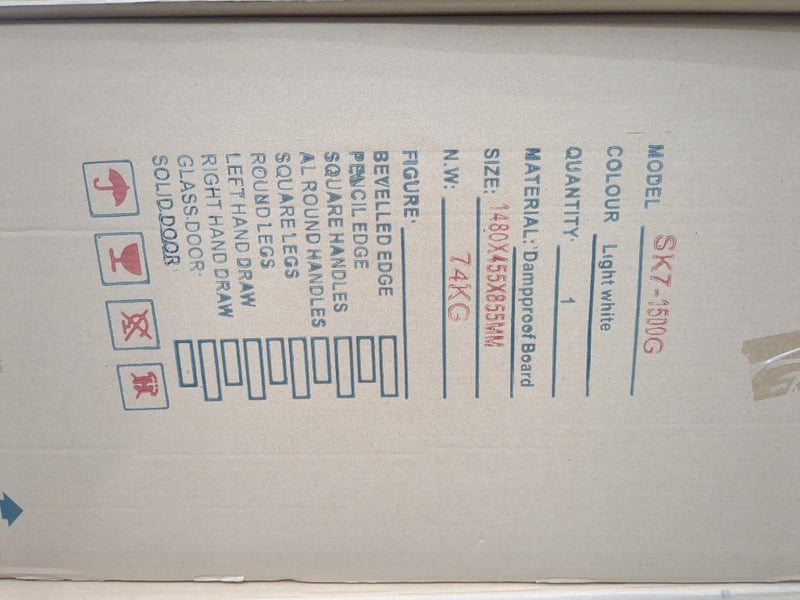 MODEL SK7-1500G
COLOUR Light white
QUANTITY: 1
MATERIAL: Dampproof Board
SIZE: 1480X455X855MM
N.W: 74KG
FIGURE:
BEVELLED EDGE
PENCIL EDGE
SQUARE HANDLES
AL ROUND HANDLES
SQUARE LEGS
ROUND LEGS
LEFT HAND DRAW
RIGHT HAND DRAW
GLASS DOOR
SOLID DOOR